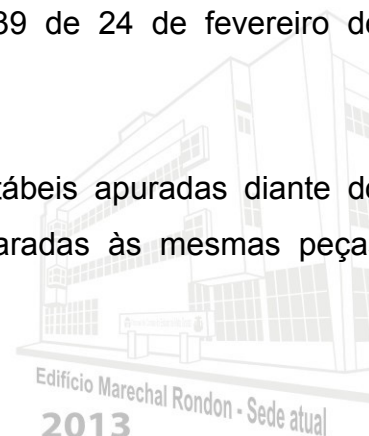 39 de 24 de fevereiro de
tábeis apuradas diante de
aradas às mesmas peça
Edifício Marechal Rondon - Sede atual
2013